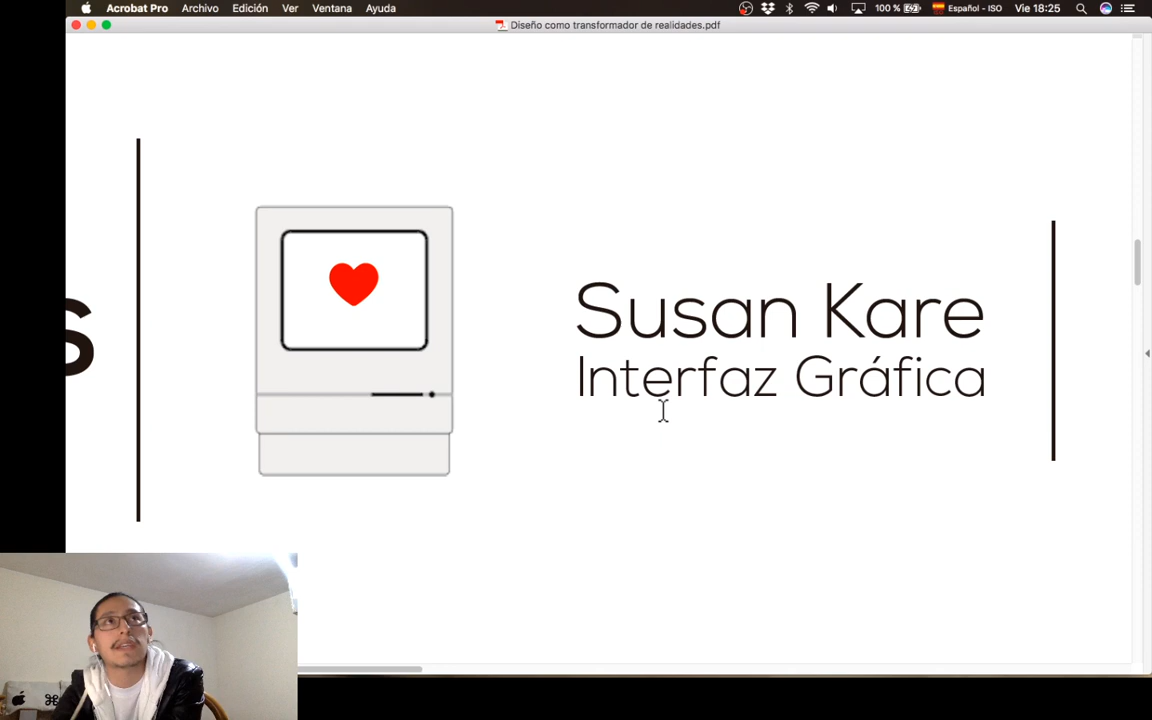 Acrobat Pro Archivo Edición Ver Ventana Ayuda 100 % Español - ISO Vie 18:25
Diseño como transformador de realidades.pdf
s
Susan Kare
Interfaz Gráfica
⌘